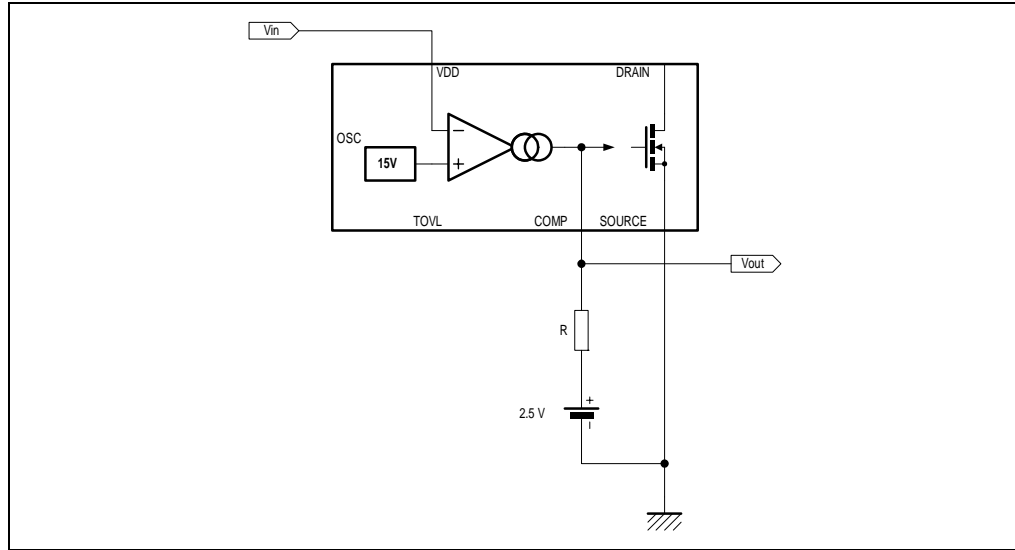 Vin
VDD
DRAIN
OSC
15V
−
+
TOVL
COMP
SOURCE
Vout
R
2.5 V
+
−